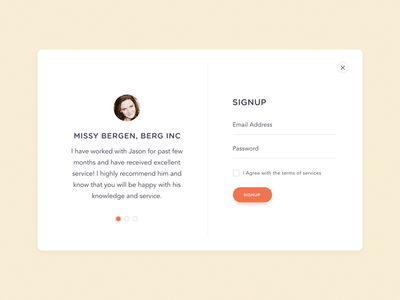 MISSY BERGEN, BERG INC
I have worked with Jason for past few
months and have received excellent
service! I highly recommend him and
know that you will be happy with his
knowledge and service.
SIGNUP
Email Address
Password
I Agree with the terms of services
SIGNUP